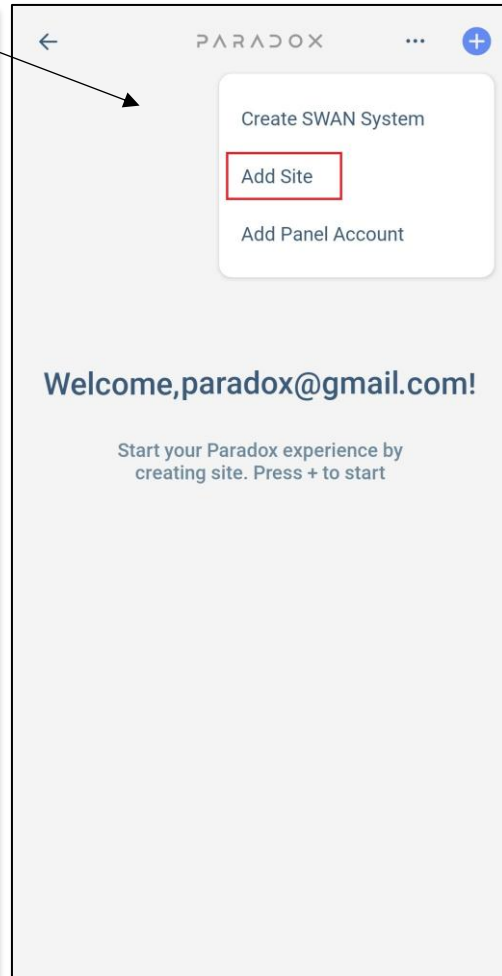 PARADOX
Create SWAN System
Add Site
Add Panel Account
Welcome,paradox@gmail.com!
Start your Paradox experience by
creating site. Press + to start